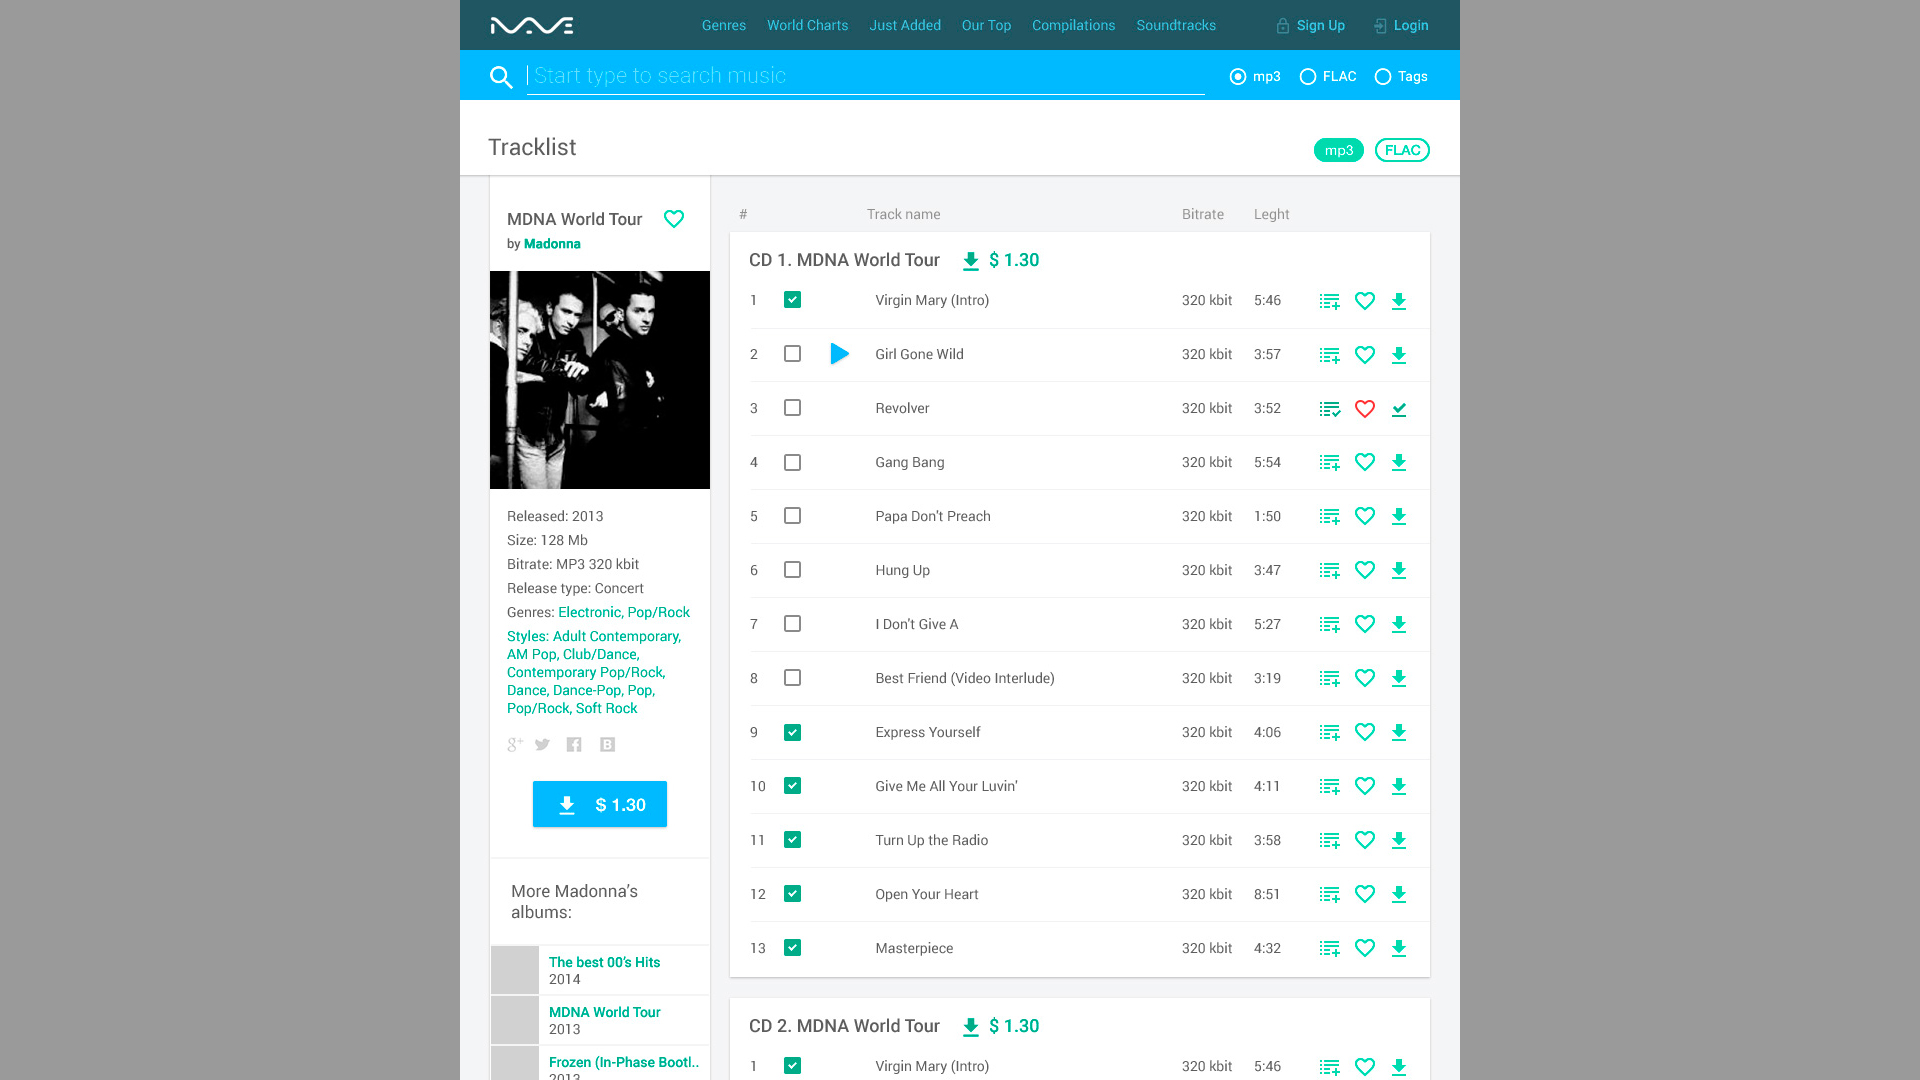 Genres World Charts Just Added Our Top Compilations Soundtracks Sign Up Login
Start type to search music mp3 FLAC Tags
Tracklist mp3 FLAC
MDNA World Tour
by Madonna
Released: 2013
Size: 128 Mb
Bitrate: MP3 320 kbit
Release type: Concert
Genres: Electronic, Pop/Rock
Styles: Adult Contemporary,
AM Pop, Club/Dance,
Contemporary Pop/Rock,
Dance, Dance-Pop, Pop,
Pop/Rock, Soft Rock
$ 1.30
More Madonna's
albums:
The best 00's Hits
2014
MDNA World Tour
2013
Frozen (In-Phase Bootl..
2013
# Track name Bitrate Leght
CD 1. MDNA World Tour $ 1.30
1 Virgin Mary (Intro) 320 kbit 5:46
2 Girl Gone Wild 320 kbit 3:57
3 Revolver 320 kbit 3:52
4 Gang Bang 320 kbit 5:54
5 Papa Don't Preach 320 kbit 1:50
6 Hung Up 320 kbit 3:47
7 I Don't Give A 320 kbit 5:27
8 Best Friend (Video Interlude) 320 kbit 3:19
9 Express Yourself 320 kbit 4:06
10 Give Me All Your Luvin' 320 kbit 4:11
11 Turn Up the Radio 320 kbit 3:58
12 Open Your Heart 320 kbit 8:51
13 Masterpiece 320 kbit 4:32
CD 2. MDNA World Tour $ 1.30
1 Virgin Mary (Intro) 320 kbit 5:46